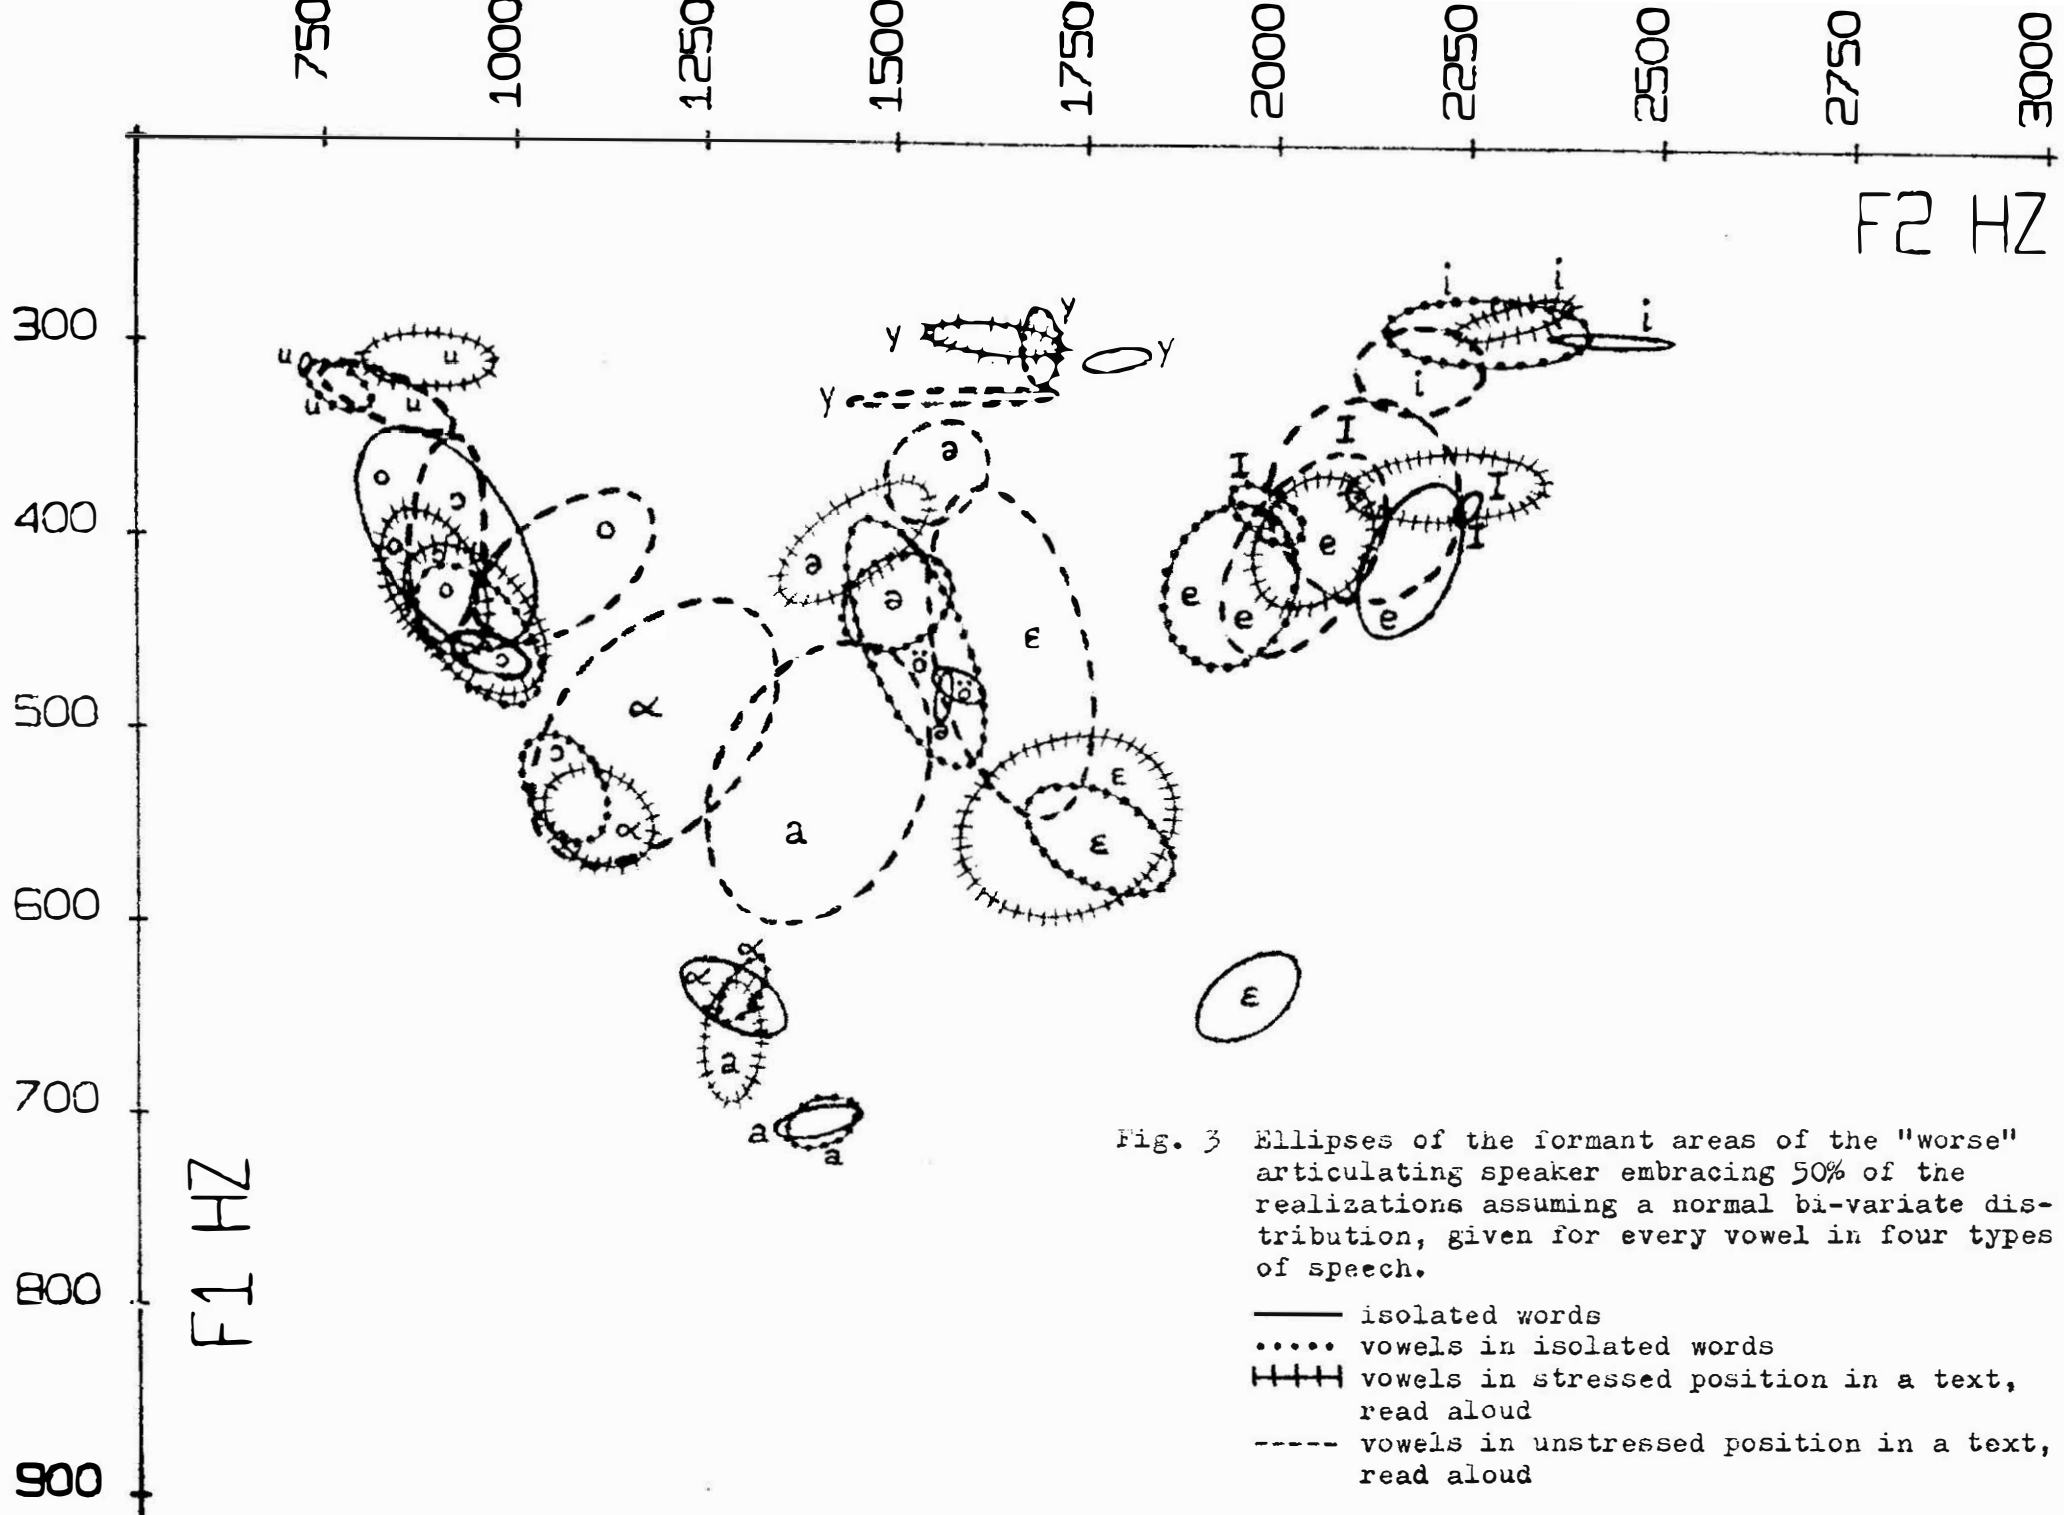 750 1000 1250 1500 1750 2000 2250 2500 2750 3000
F2 HZ
i i
y i
300
y
u u y
u u y i
I
ə
o ɔ I I
400 o I
o ə e
o ə e
e e
ε
ɔ ö
ö
α
500 ə
ɔ ε
α a
ε
600
α
α ε
a
700
a
a
Fig. 3 Ellipses of the formant areas of the "worse"
articulating speaker embracing 50% of the
realizations assuming a normal bi-variate dis-
tribution, given for every vowel in four types
of speech.
800
F1 HZ
isolated words
vowels in isolated words
vowels in stressed position in a text,
read aloud
vowels in unstressed position in a text,
read aloud
900